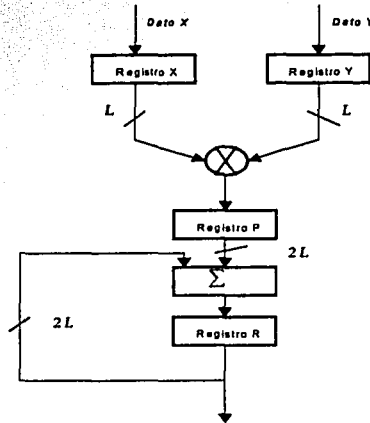 Dato X
Dato Y
Registro X
Registro Y
L
L
X
Registro P
2L
Σ
2L
Registro R